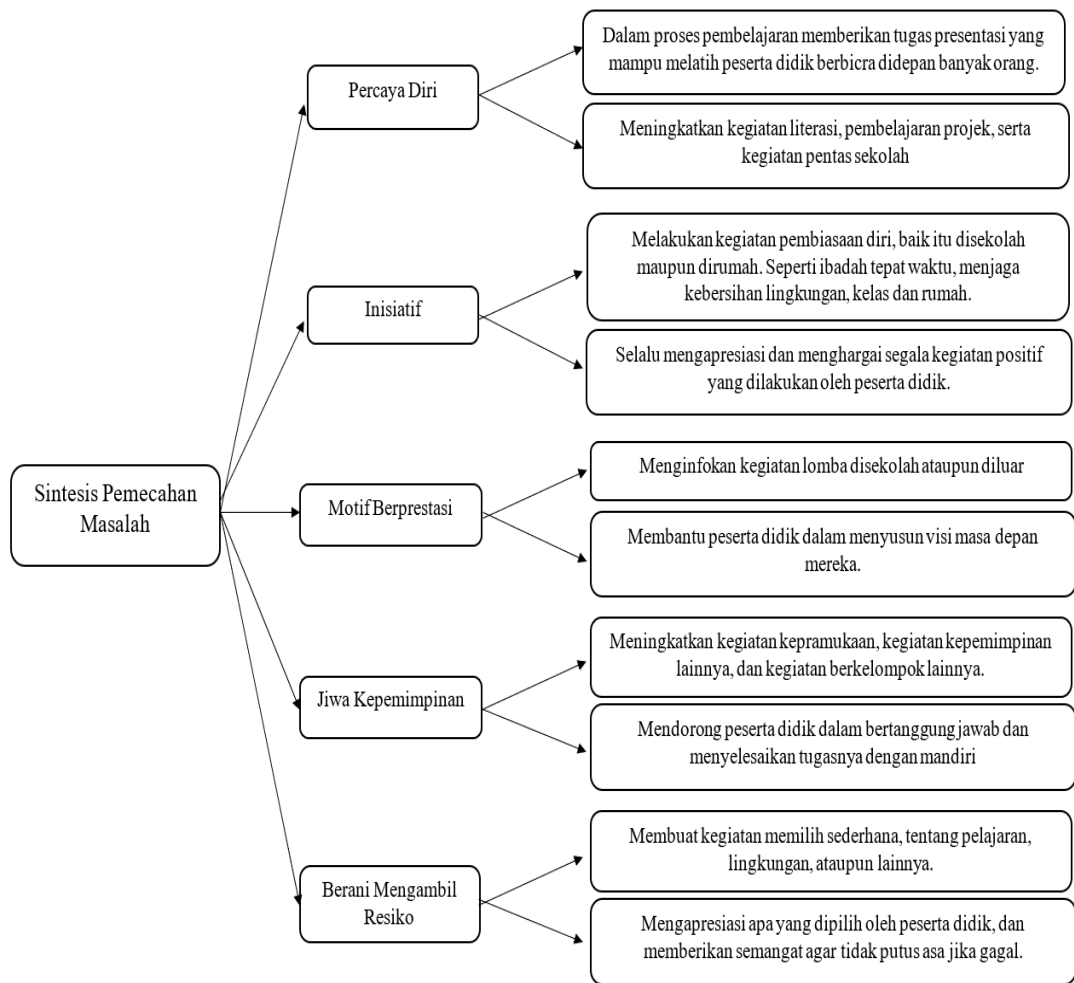 Sintesis Pemecahan
Masalah
Percaya Diri
Dalam proses pembelajaran memberikan tugas presentasi yang
mampu melatih peserta didik berbicra didepan banyak orang.
Meningkatkan kegiatan literasi, pembelajaran projek, serta
kegiatan pentas sekolah
Inisiatif
Melakukan kegiatan pembiasaan diri, baik itu disekolah
maupun dirumah. Seperti ibadah tepat waktu, menjaga
kebersihan lingkungan, kelas dan rumah.
Selalu mengapresiasi dan menghargai segala kegiatan positif
yang dilakukan oleh peserta didik.
Motif Berprestasi
Menginfokan kegiatan lomba disekolah ataupun diluar
Membantu peserta didik dalam menyusun visi masa depan
mereka.
Jiwa Kepemimpinan
Meningkatkan kegiatan kepramukaan, kegiatan kepemimpinan
lainnya, dan kegiatan berkelompok lainnya.
Mendorong peserta didik dalam bertanggung jawab dan
menyelesaikan tugasnya dengan mandiri
Berani Mengambil
Resiko
Membuat kegiatan memilih sederhana, tentang pelajaran,
lingkungan, ataupun lainnya.
Mengapresiasi apa yang dipilih oleh peserta didik, dan
memberikan semangat agar tidak putus asa jika gagal.